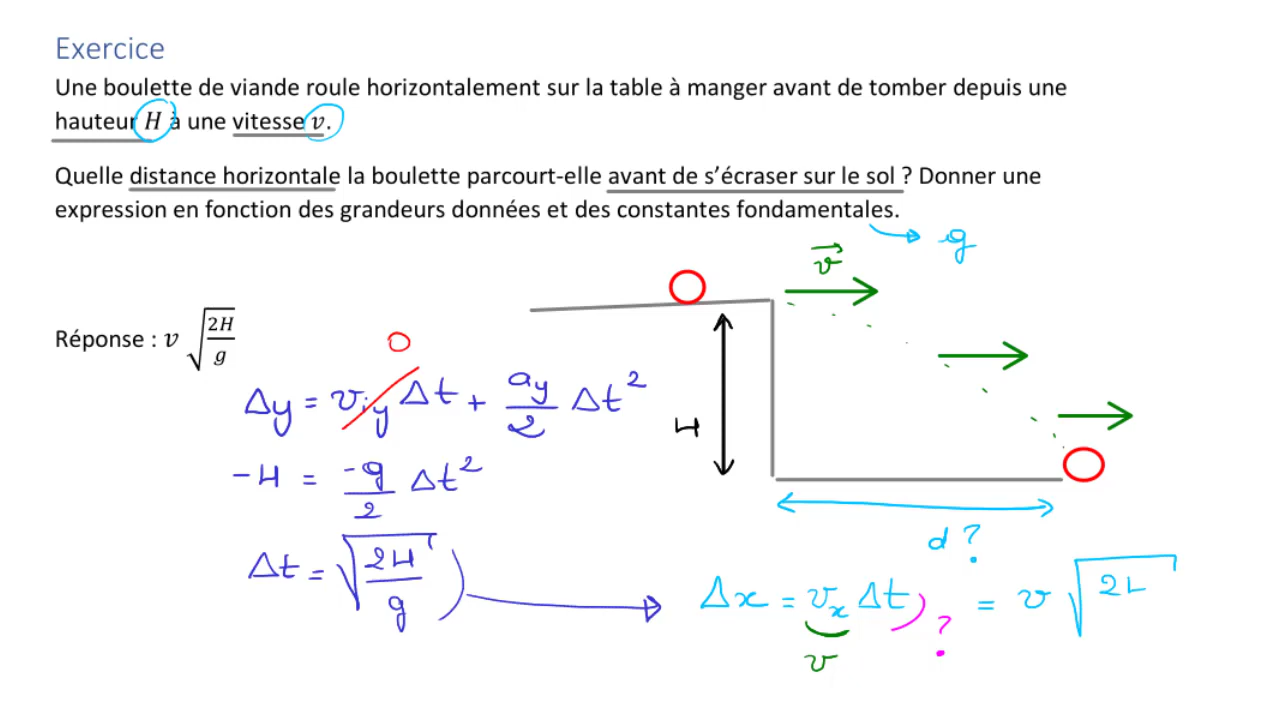 Exercice
Une boulette de viande roule horizontalement sur la table à manger avant de tomber depuis une
hauteur H à une vitesse v.
Quelle distance horizontale la boulette parcourt-elle avant de s'écraser sur le sol ? Donner une
expression en fonction des grandeurs données et des constantes fondamentales.
g
v⃗
Réponse : v √(2H/g)
0
Δy = v_iy Δt + a_y/2 Δt²
H
-H = -g/2 Δt²
d ?
Δt = √(2H/g)
Δx = v_x Δt ? = v √2H
v